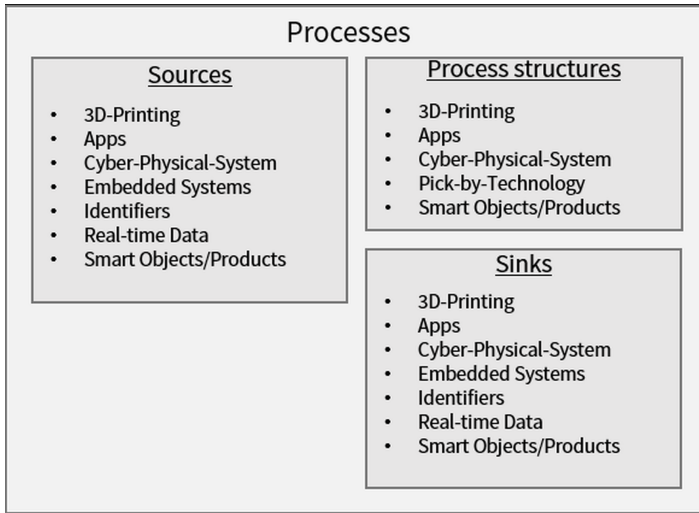 Processes
Sources
• 3D-Printing
• Apps
• Cyber-Physical-System
• Embedded Systems
• Identifiers
• Real-time Data
• Smart Objects/Products
Process structures
• 3D-Printing
• Apps
• Cyber-Physical-System
• Pick-by-Technology
• Smart Objects/Products
Sinks
• 3D-Printing
• Apps
• Cyber-Physical-System
• Embedded Systems
• Identifiers
• Real-time Data
• Smart Objects/Products